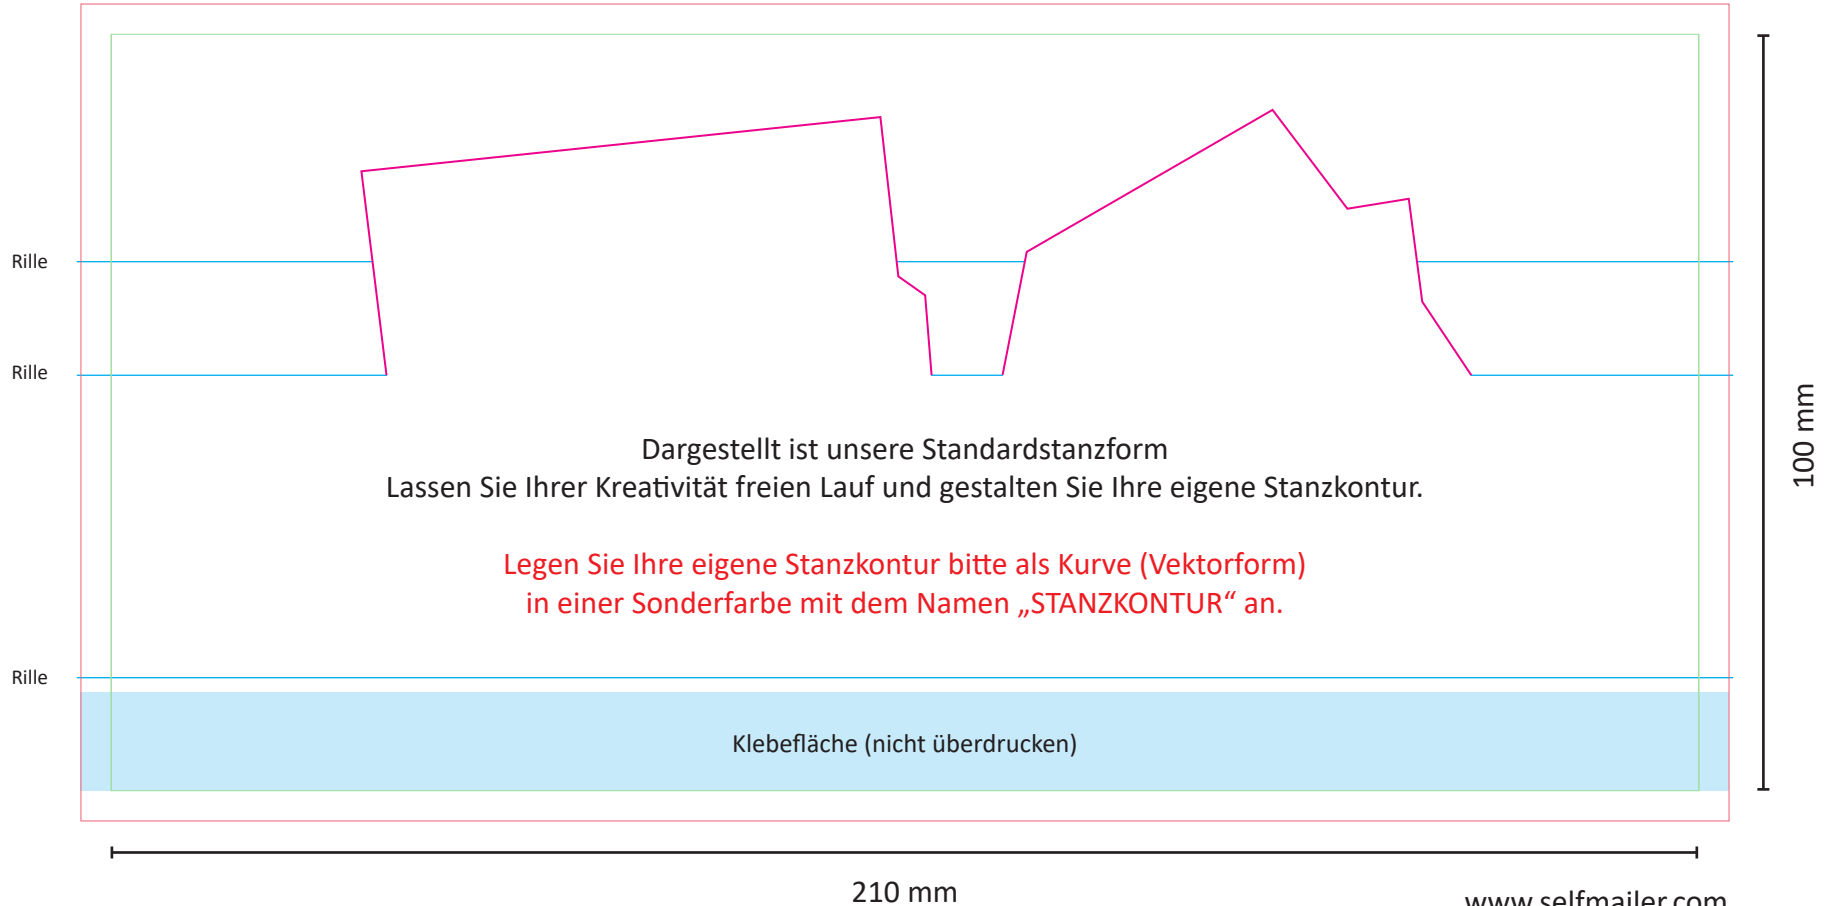 Rille
Rille
100 mm
Dargestellt ist unsere Standardstanzform
Lassen Sie Ihrer Kreativität freien Lauf und gestalten Sie Ihre eigene Stanzkontur.
Legen Sie Ihre eigene Stanzkontur bitte als Kurve (Vektorform)
in einer Sonderfarbe mit dem Namen „STANZKONTUR“ an.
Rille
Klebefläche (nicht überdrucken)
210 mm
www.selfmailer.com